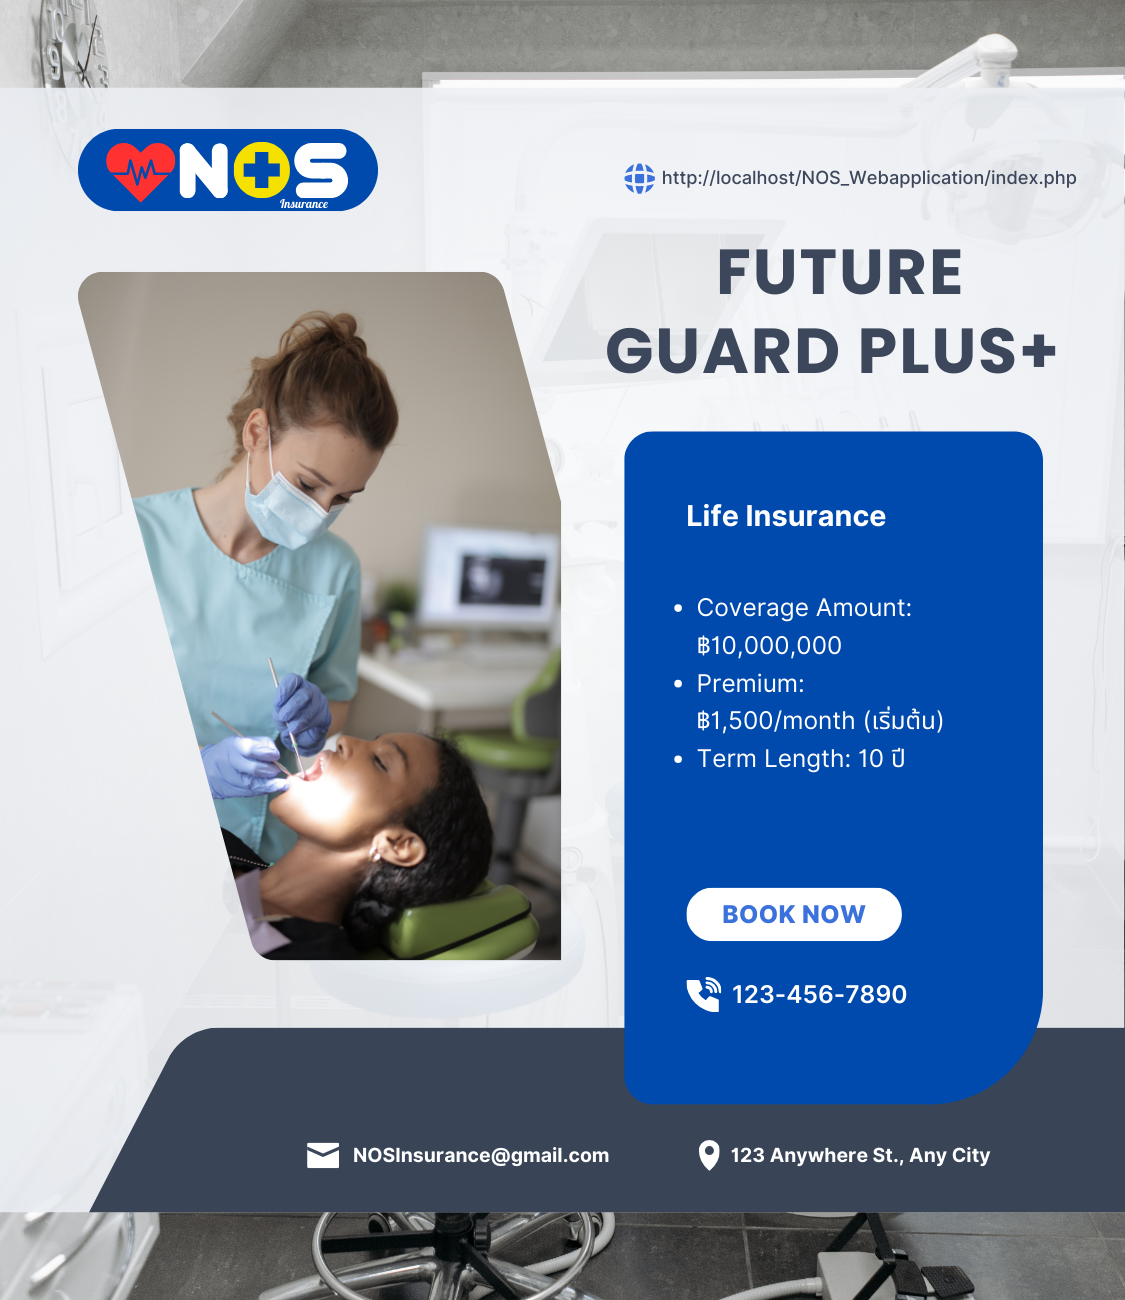 NOS
Insurance
http://localhost/NOS_Webapplication/index.php
FUTURE
GUARD PLUS+
Life Insurance
• Coverage Amount:
฿10,000,000
• Premium:
฿1,500/month (เริ่มต้น)
• Term Length: 10 ปี
BOOK NOW
123-456-7890
NOSInsurance@gmail.com
123 Anywhere St., Any City